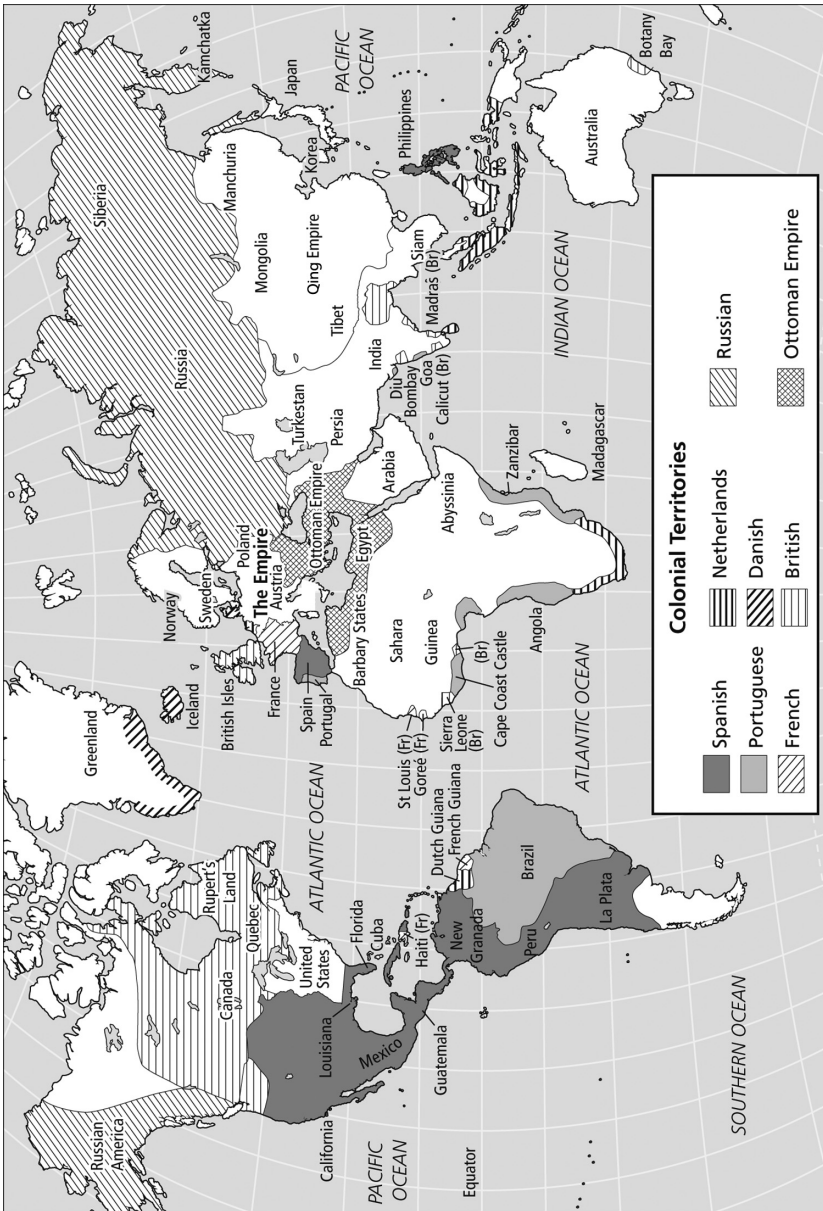 Greenland
Iceland
Norway
Sweden
British Isles
Poland
The Empire
Austria
France
Spain
Portugal
Russia
Siberia
Kamchatka
Manchuria
Mongolia
Japan
Korea
Qing Empire
Tibet
Turkestan
Persia
Ottoman Empire
Egypt
Arabia
Barbary States
Sahara
Guinea
Abyssinia
St Louis (Fr)
Goreé (Fr)
Sierra
Leone
(Br)
Cape Coast Castle
(Br)
Angola
Zanzibar
Madagascar
India
Diu
Bombay
Goa
Calicut (Br)
Madras (Br)
Siam
Philippines
PACIFIC
OCEAN
INDIAN OCEAN
Australia
Botany
Bay
Russian
America
Canada
Rupert's
Land
Quebec
United
States
ATLANTIC OCEAN
California
Louisiana
Florida
Mexico
Cuba
Haiti (Fr)
Guatemala
New
Granada
Dutch Guiana
French Guiana
Brazil
Peru
La Plata
PACIFIC
OCEAN
Equator
ATLANTIC OCEAN
SOUTHERN OCEAN
Colonial Territories
Spanish
Portuguese
French
Netherlands
Danish
British
Russian
Ottoman Empire